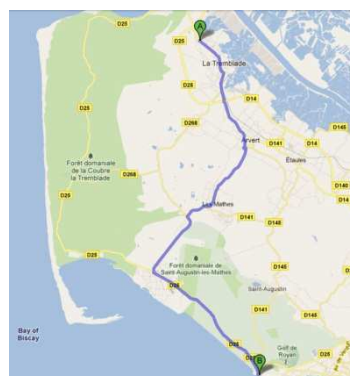 A
D25
La Tremblade
D25
D25
D14
D268
D145
Arvert
D141
D14
Étaules
Forêt domaniale
de la Coubre
la Tremblade
D268
D140
Les Mathes
D141
D145
D25
Forêt domaniale de
Saint-Augustin-les-Mathes
D145
D25
Saint-Augustin
D141
Bay of
Biscay
D25
Golf de
Royan
D25
B